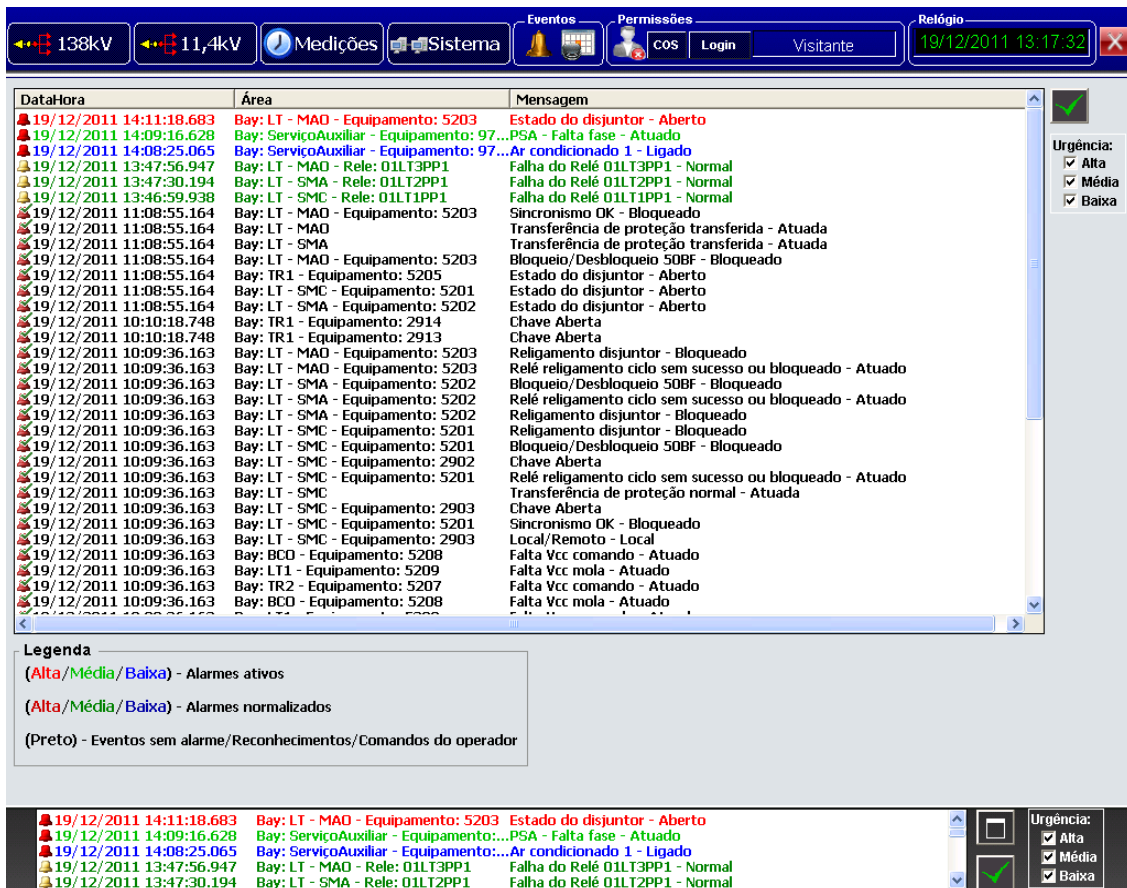 Eventos Permissões Relógio
138kV 11,4kV Medições Sistema COS Login Visitante 19/12/2011 13:17:32
DataHora Área Mensagem
19/12/2011 14:11:18.683 Bay: LT - MAO - Equipamento: 5203 Estado do disjuntor - Aberto
19/12/2011 14:09:16.628 Bay: ServiçoAuxiliar - Equipamento: 97...PSA - Falta fase - Atuado
19/12/2011 14:08:25.065 Bay: ServiçoAuxiliar - Equipamento: 97...Ar condicionado 1 - Ligado
19/12/2011 13:47:56.947 Bay: LT - MAO - Rele: 01LT3PP1 Falha do Relé 01LT3PP1 - Normal
19/12/2011 13:47:30.194 Bay: LT - SMA - Rele: 01LT2PP1 Falha do Relé 01LT2PP1 - Normal
19/12/2011 13:46:59.938 Bay: LT - SMC - Rele: 01LT1PP1 Falha do Relé 01LT1PP1 - Normal
19/12/2011 11:08:55.164 Bay: LT - MAO - Equipamento: 5203 Sincronismo OK - Bloqueado
19/12/2011 11:08:55.164 Bay: LT - MAO Transferência de proteção transferida - Atuada
19/12/2011 11:08:55.164 Bay: LT - SMA Transferência de proteção transferida - Atuada
19/12/2011 11:08:55.164 Bay: LT - MAO - Equipamento: 5203 Bloqueio/Desbloqueio 50BF - Bloqueado
19/12/2011 11:08:55.164 Bay: TR1 - Equipamento: 5205 Estado do disjuntor - Aberto
19/12/2011 11:08:55.164 Bay: LT - SMC - Equipamento: 5201 Estado do disjuntor - Aberto
19/12/2011 11:08:55.164 Bay: LT - SMA - Equipamento: 5202 Estado do disjuntor - Aberto
19/12/2011 10:10:18.748 Bay: TR1 - Equipamento: 2914 Chave Aberta
19/12/2011 10:10:18.748 Bay: TR1 - Equipamento: 2913 Chave Aberta
19/12/2011 10:09:36.163 Bay: LT - MAO - Equipamento: 5203 Religamento disjuntor - Bloqueado
19/12/2011 10:09:36.163 Bay: LT - MAO - Equipamento: 5203 Relé religamento ciclo sem sucesso ou bloqueado - Atuado
19/12/2011 10:09:36.163 Bay: LT - SMA - Equipamento: 5202 Bloqueio/Desbloqueio 50BF - Bloqueado
19/12/2011 10:09:36.163 Bay: LT - SMA - Equipamento: 5202 Relé religamento ciclo sem sucesso ou bloqueado - Atuado
19/12/2011 10:09:36.163 Bay: LT - SMA - Equipamento: 5202 Religamento disjuntor - Bloqueado
19/12/2011 10:09:36.163 Bay: LT - SMC - Equipamento: 5201 Religamento disjuntor - Bloqueado
19/12/2011 10:09:36.163 Bay: LT - SMC - Equipamento: 5201 Bloqueio/Desbloqueio 50BF - Bloqueado
19/12/2011 10:09:36.163 Bay: LT - SMC - Equipamento: 2902 Chave Aberta
19/12/2011 10:09:36.163 Bay: LT - SMC - Equipamento: 5201 Relé religamento ciclo sem sucesso ou bloqueado - Atuado
19/12/2011 10:09:36.163 Bay: LT - SMC Transferência de proteção normal - Atuada
19/12/2011 10:09:36.163 Bay: LT - SMC - Equipamento: 2903 Chave Aberta
19/12/2011 10:09:36.163 Bay: LT - SMC - Equipamento: 5201 Sincronismo OK - Bloqueado
19/12/2011 10:09:36.163 Bay: LT - SMC - Equipamento: 2903 Local/Remoto - Local
19/12/2011 10:09:36.163 Bay: BCO - Equipamento: 5208 Falta Vcc comando - Atuado
19/12/2011 10:09:36.163 Bay: LT1 - Equipamento: 5209 Falta Vcc mola - Atuado
19/12/2011 10:09:36.163 Bay: TR2 - Equipamento: 5207 Falta Vcc comando - Atuado
19/12/2011 10:09:36.163 Bay: BCO - Equipamento: 5208 Falta Vcc mola - Atuado
Urgência:
Alta
Média
Baixa
Legenda
(Alta/Média/Baixa) - Alarmes ativos
(Alta/Média/Baixa) - Alarmes normalizados
(Preto) - Eventos sem alarme/Reconhecimentos/Comandos do operador
19/12/2011 14:11:18.683 Bay: LT - MAO - Equipamento: 5203 Estado do disjuntor - Aberto
19/12/2011 14:09:16.628 Bay: ServiçoAuxiliar - Equipamento:...PSA - Falta fase - Atuado
19/12/2011 14:08:25.065 Bay: ServiçoAuxiliar - Equipamento:...Ar condicionado 1 - Ligado
19/12/2011 13:47:56.947 Bay: LT - MAO - Rele: 01LT3PP1 Falha do Relé 01LT3PP1 - Normal
19/12/2011 13:47:30.194 Bay: LT - SMA - Rele: 01LT2PP1 Falha do Relé 01LT2PP1 - Normal
Urgência:
Alta
Média
Baixa